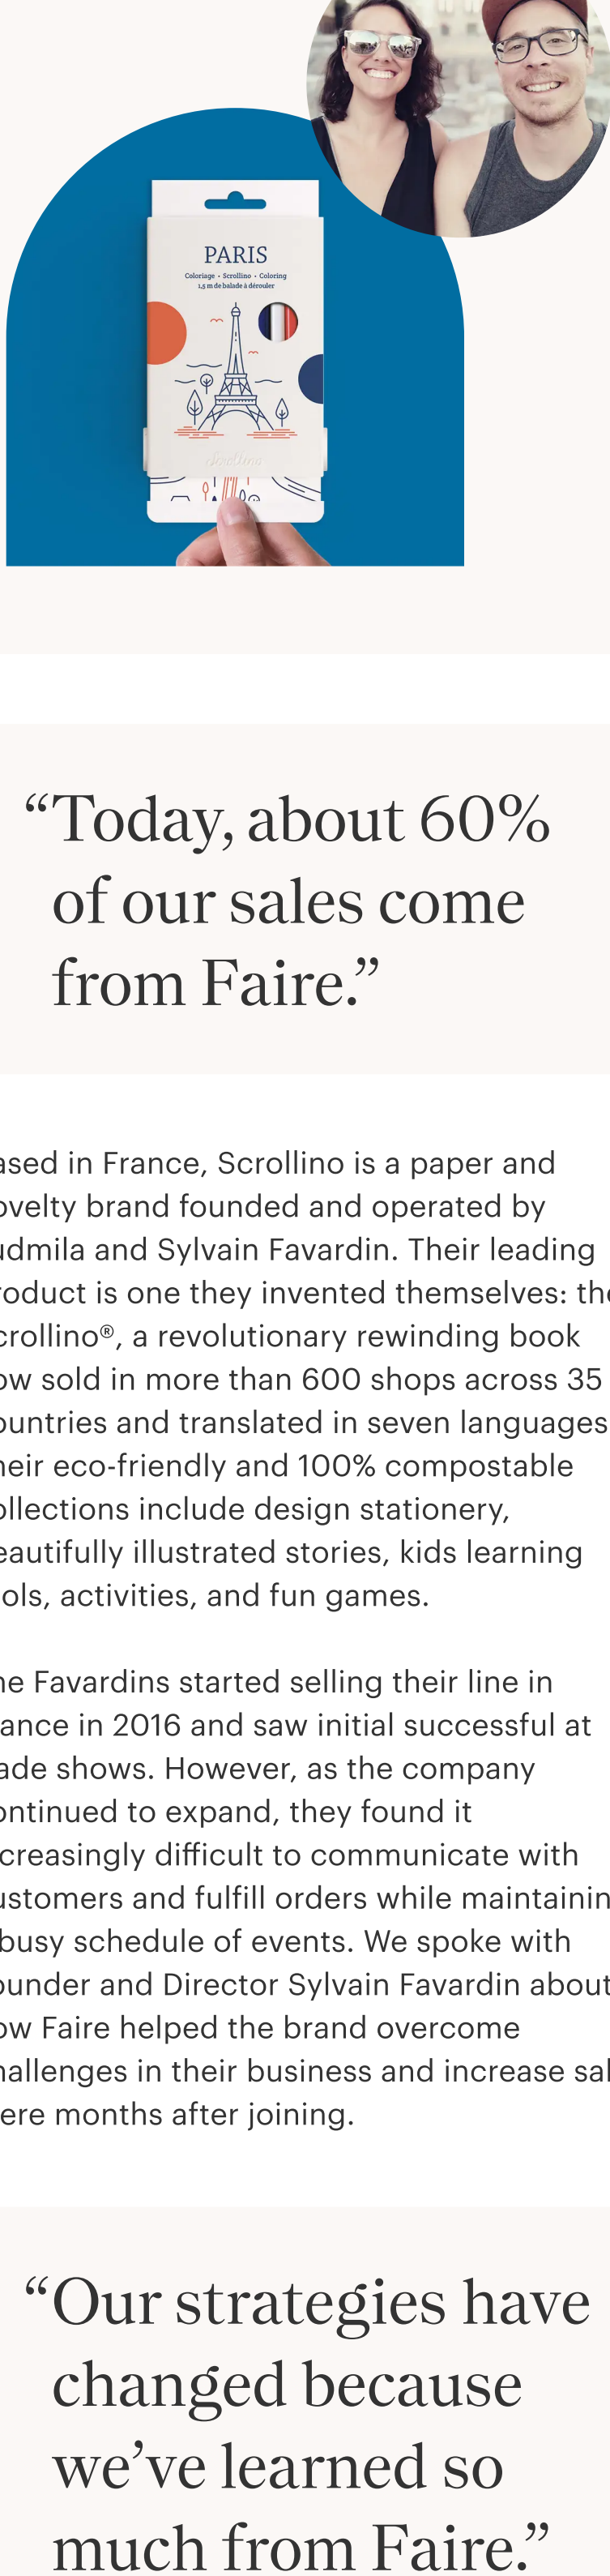 PARIS
Coloriage • Scrollino • Coloring
1,5 m de balade à dérouler
Scrollino
“Today, about 60%
of our sales come
from Faire.”
ased in France, Scrollino is a paper and
ovelty brand founded and operated by
udmila and Sylvain Favardin. Their leading
roduct is one they invented themselves: the
crollino®, a revolutionary rewinding book
ow sold in more than 600 shops across 35
ountries and translated in seven languages
heir eco-friendly and 100% compostable
ollections include design stationery,
eautifully illustrated stories, kids learning
ols, activities, and fun games.
he Favardins started selling their line in
ance in 2016 and saw initial successful at
ade shows. However, as the company
ontinued to expand, they found it
creasingly difficult to communicate with
ustomers and fulfill orders while maintainin
busy schedule of events. We spoke with
ounder and Director Sylvain Favardin about
ow Faire helped the brand overcome
hallenges in their business and increase sal
ere months after joining.
“Our strategies have
changed because
we’ve learned so
much from Faire.”